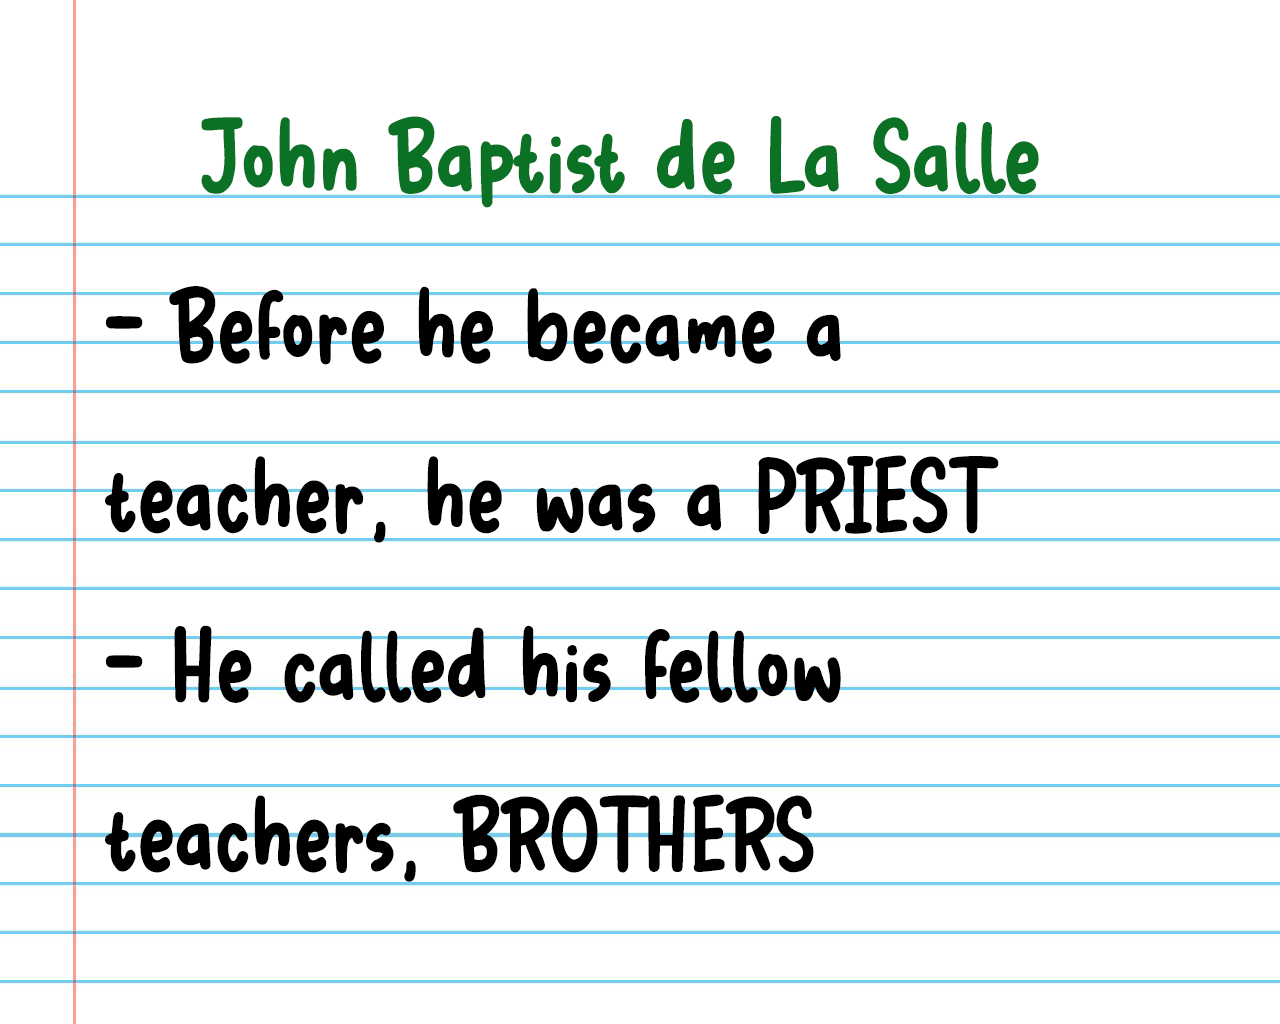 John Baptist de La Salle
- Before he became a
teacher, he was a PRIEST
- He called his fellow
teachers, BROTHERS